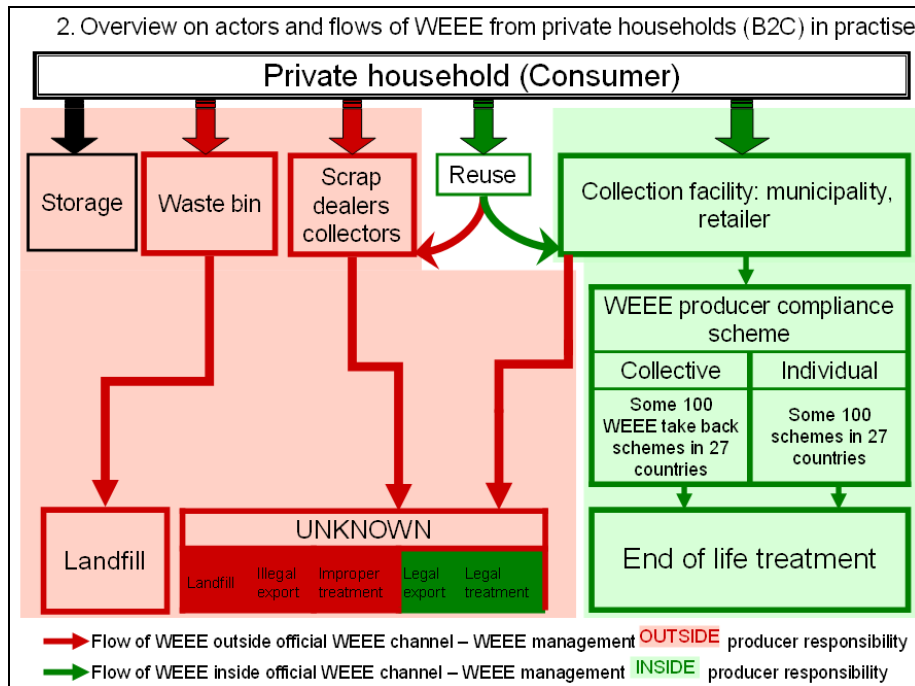 2. Overview on actors and flows of WEEE from private households (B2C) in practise
Private household (Consumer)
Storage
Waste bin
Scrap
dealers
collectors
Reuse
Collection facility: municipality,
retailer
WEEE producer compliance
scheme
Collective
Individual
Some 100
WEEE take back
schemes in 27
countries
Some 100
schemes in 27
countries
Landfill
UNKNOWN
Landfill
Illegal
export
Improper
treatment
Legal
export
Legal
treatment
End of life treatment
Flow of WEEE outside official WEEE channel – WEEE management OUTSIDE producer responsibility
Flow of WEEE inside official WEEE channel – WEEE management INSIDE producer responsibility